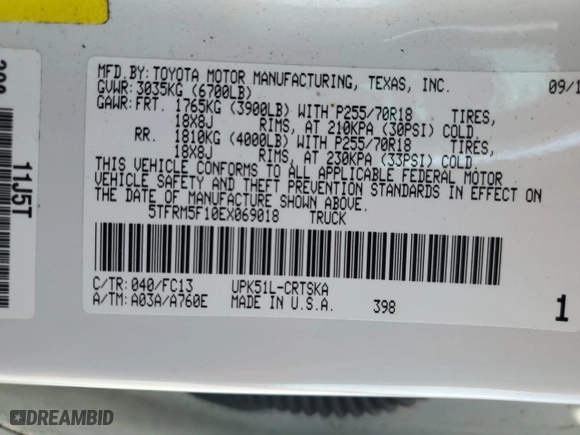 MFD.BY: TOYOTA MOTOR MANUFACTURING, TEXAS, INC. 09/1
GVWR: 3035KG (6700LB)
GAWR: FRT. 1765KG (3900LB) WITH P255/70R18 TIRES,
18X8J RIMS, AT 210KPA (30PSI) COLD.
RR. 1810KG (4000LB) WITH P255/70R18 TIRES,
18X8J RIMS, AT 230KPA (33PSI) COLD.
THIS VEHICLE CONFORMS TO ALL APPLICABLE FEDERAL MOTOR
VEHICLE SAFETY AND THEFT PREVENTION STANDARDS IN EFFECT ON
THE DATE OF MANUFACTURE SHOWN ABOVE.
5TFRM5F10EX069018 TRUCK
C/TR: 040/FC13 UPK51L-CRTSKA
A/TM: A03A/A760E MADE IN U.S.A. 398
1
11J5T
DREAMBID